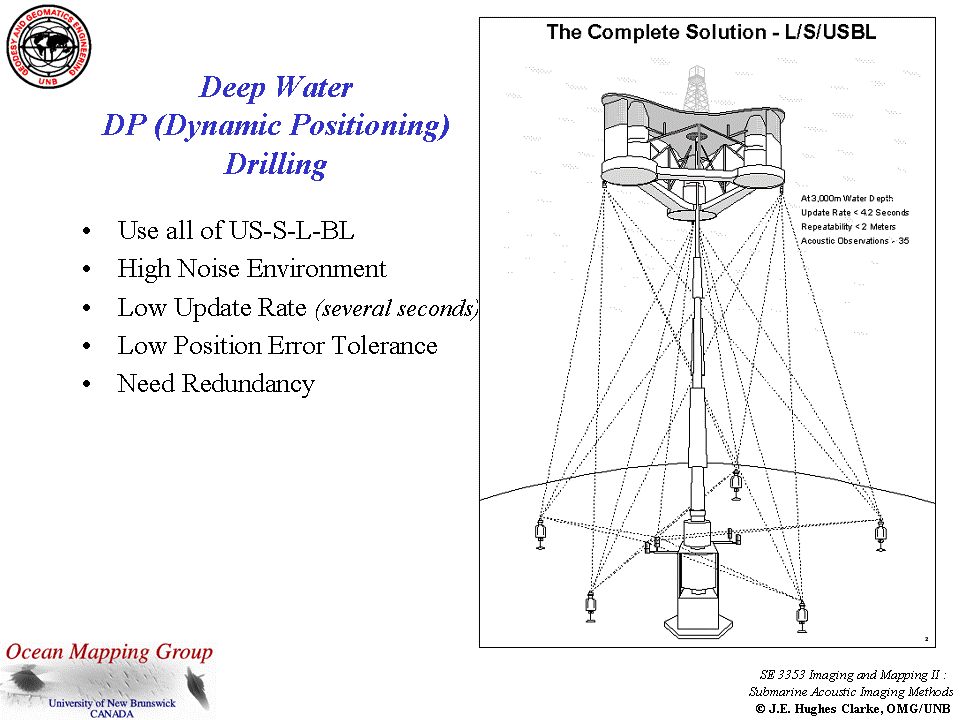 GEODESY AND GEOMATICS ENGINEERING
UNB
Deep Water
DP (Dynamic Positioning)
Drilling
• Use all of US-S-L-BL
• High Noise Environment
• Low Update Rate (several seconds)
• Low Position Error Tolerance
• Need Redundancy
The Complete Solution - L/S/USBL
At 3,000m Water Depth
Update Rate < 4.2 Seconds
Repeatability < 2 Meters
Acoustic Observations > 35
2
Ocean Mapping Group
University of New Brunswick
CANADA
SE 3353 Imaging and Mapping II :
Submarine Acoustic Imaging Methods
© J.E. Hughes Clarke, OMG/UNB